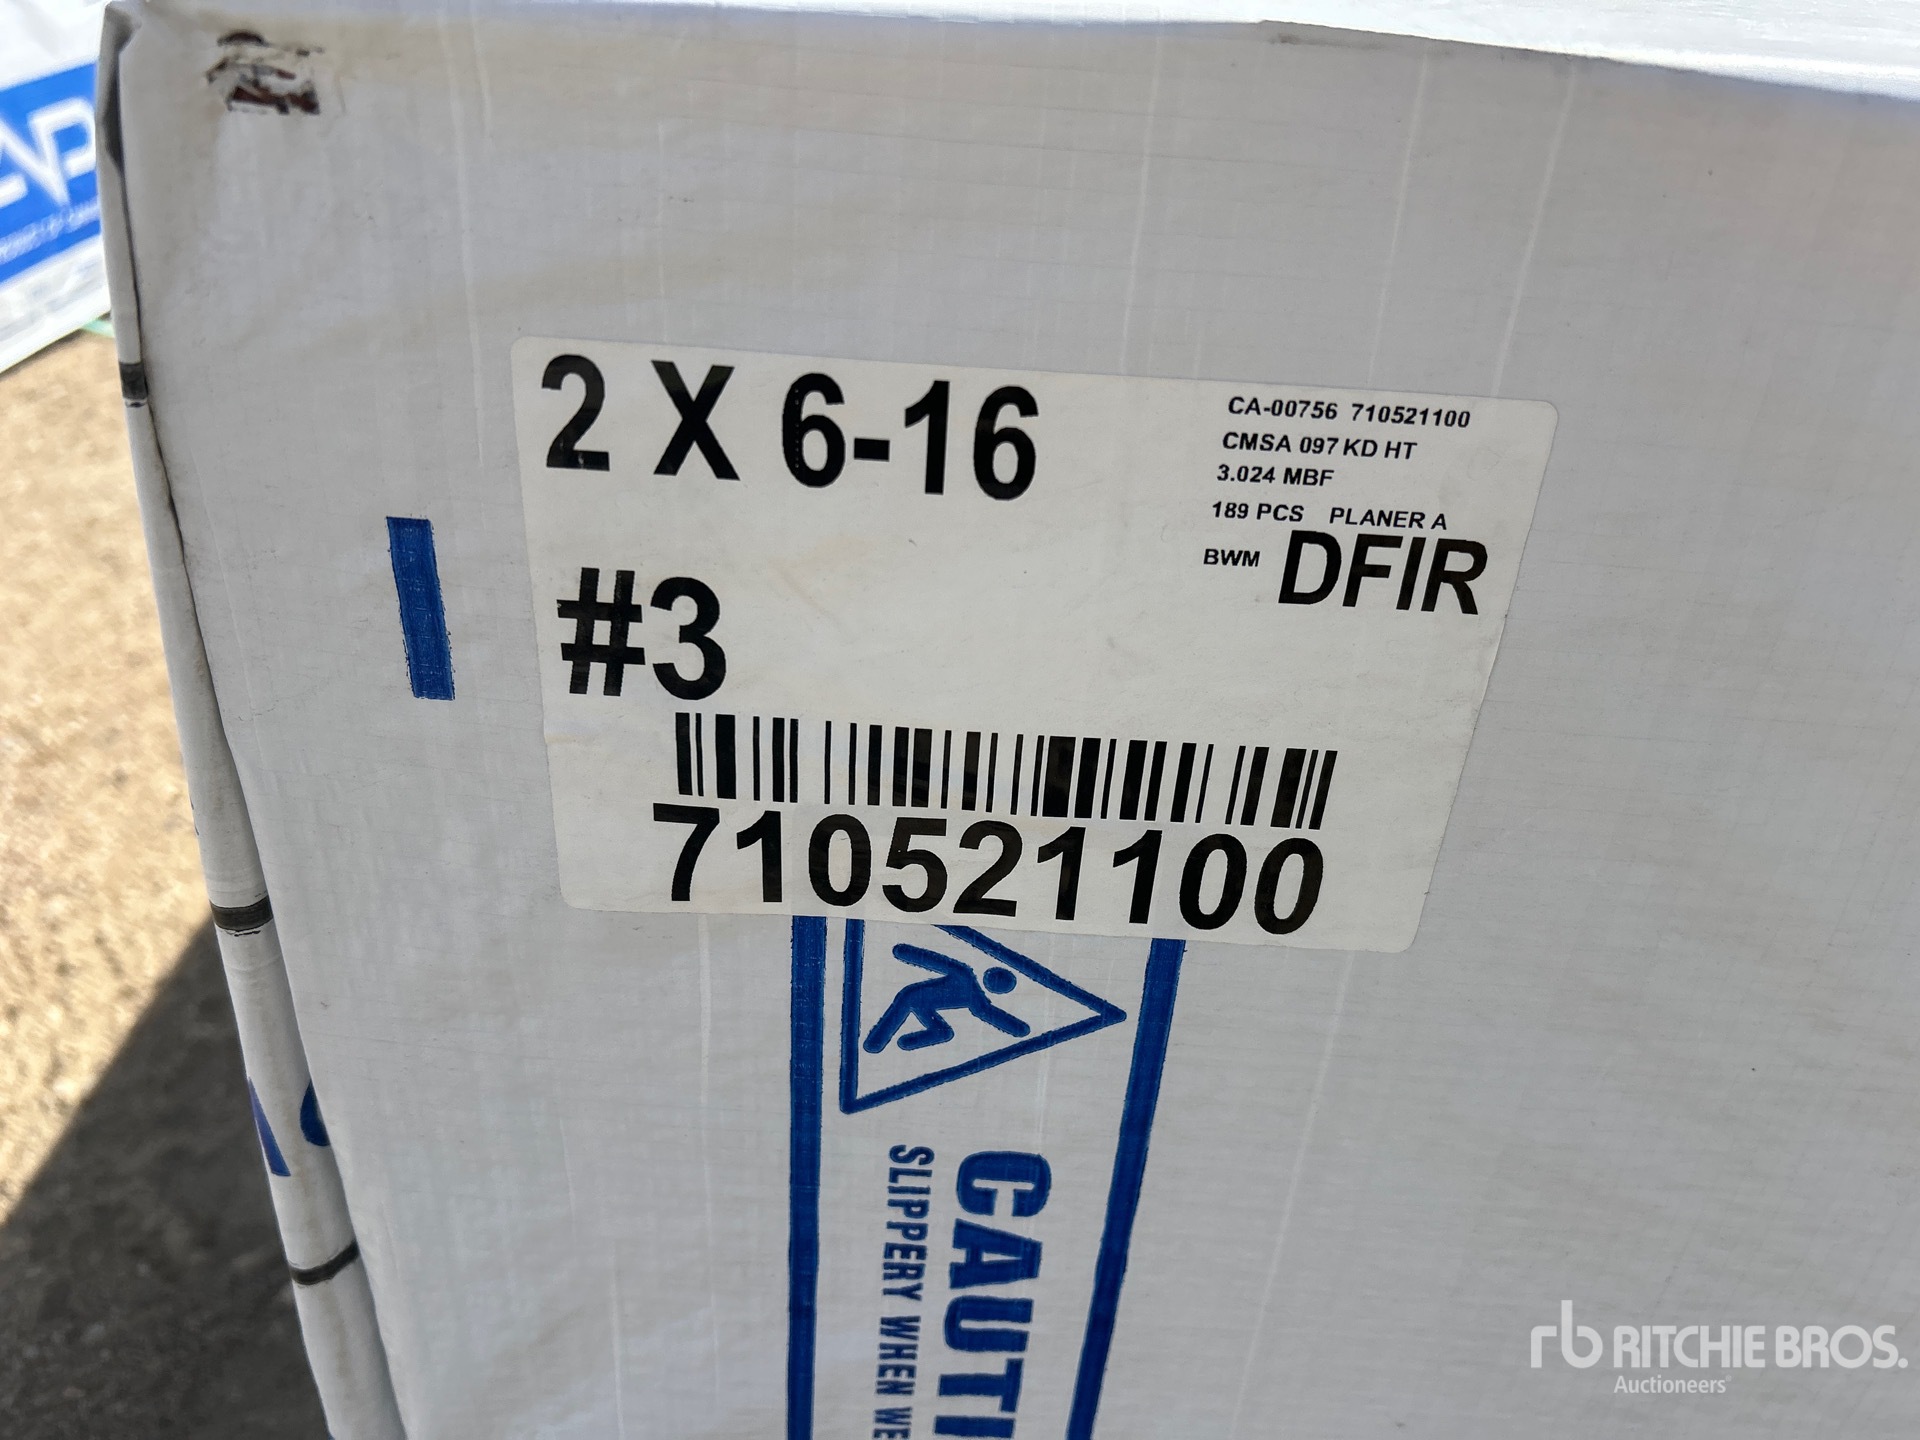 2 X 6-16
CA-00756 710521100
CMSA 097 KD HT
3.024 MBF
189 PCS PLANER A
BWM DFIR
#3
710521100
CAUTI
SLIPPERY WHEN WE
rb RITCHIE BROS.
Auctioneers